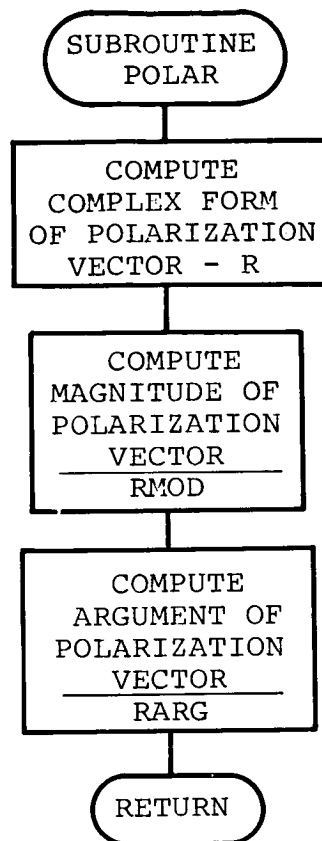 SUBROUTINE
POLAR
COMPUTE
COMPLEX FORM
OF POLARIZATION
VECTOR - R
COMPUTE
MAGNITUDE OF
POLARIZATION
VECTOR
RMOD
COMPUTE
ARGUMENT OF
POLARIZATION
VECTOR
RARG
RETURN